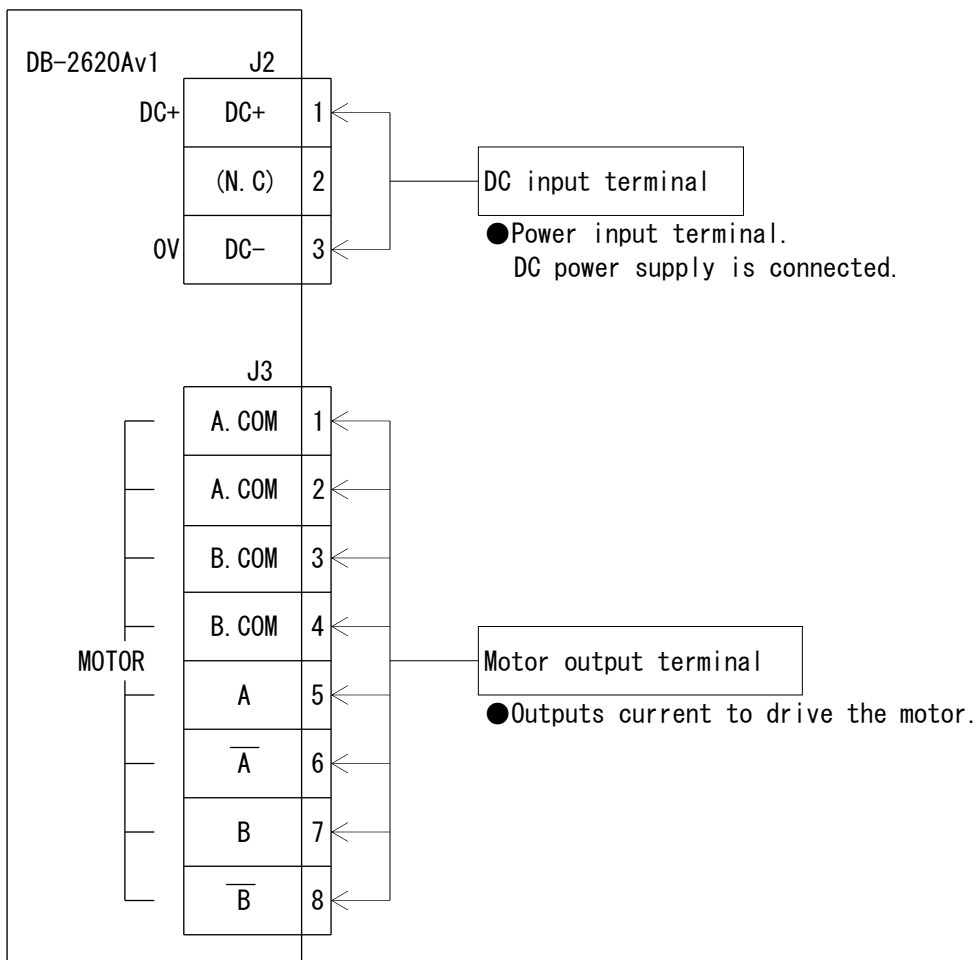 DB-2620Av1 J2
DC+ DC+ 1
(N.C) 2
0V DC- 3
DC input terminal
●Power input terminal.
DC power supply is connected.
J3
A.COM 1
A.COM 2
B.COM 3
B.COM 4
MOTOR
A 5
A̅ 6
B 7
B̅ 8
Motor output terminal
●Outputs current to drive the motor.